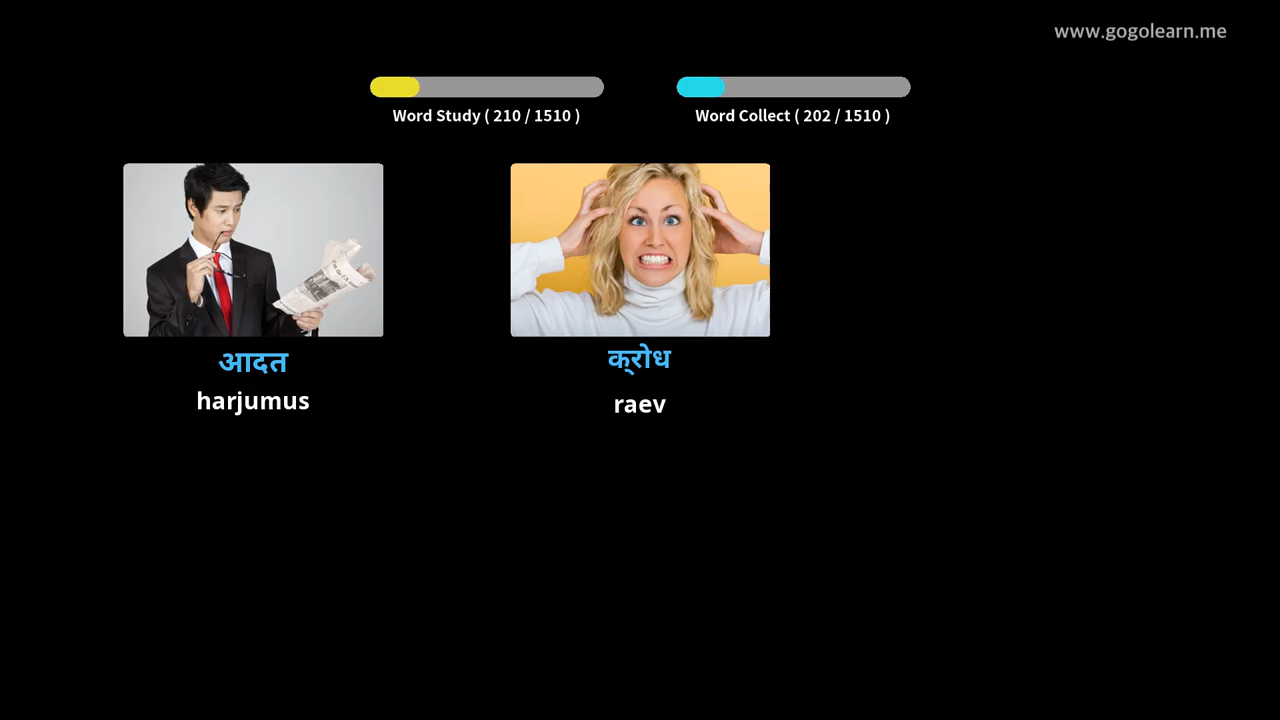 www.gogolearn.me
Word Study ( 210 / 1510 )
Word Collect ( 202 / 1510 )
आदत
harjumus
क्रोध
raev